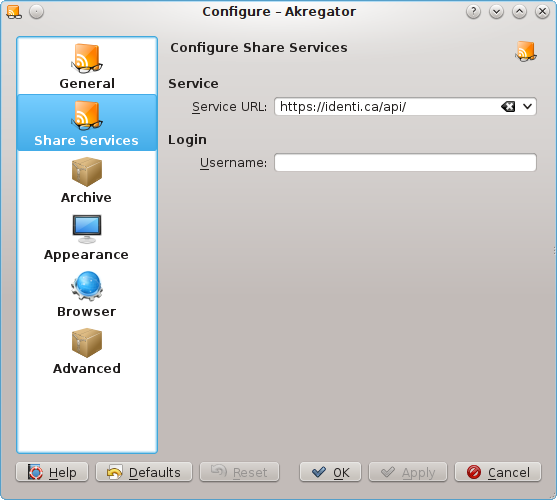 Configure – Akregator
General
Share Services
Archive
Appearance
Browser
Advanced
Configure Share Services
Service
Service URL: https://identi.ca/api/
Login
Username:
Help Defaults Reset OK Apply Cancel